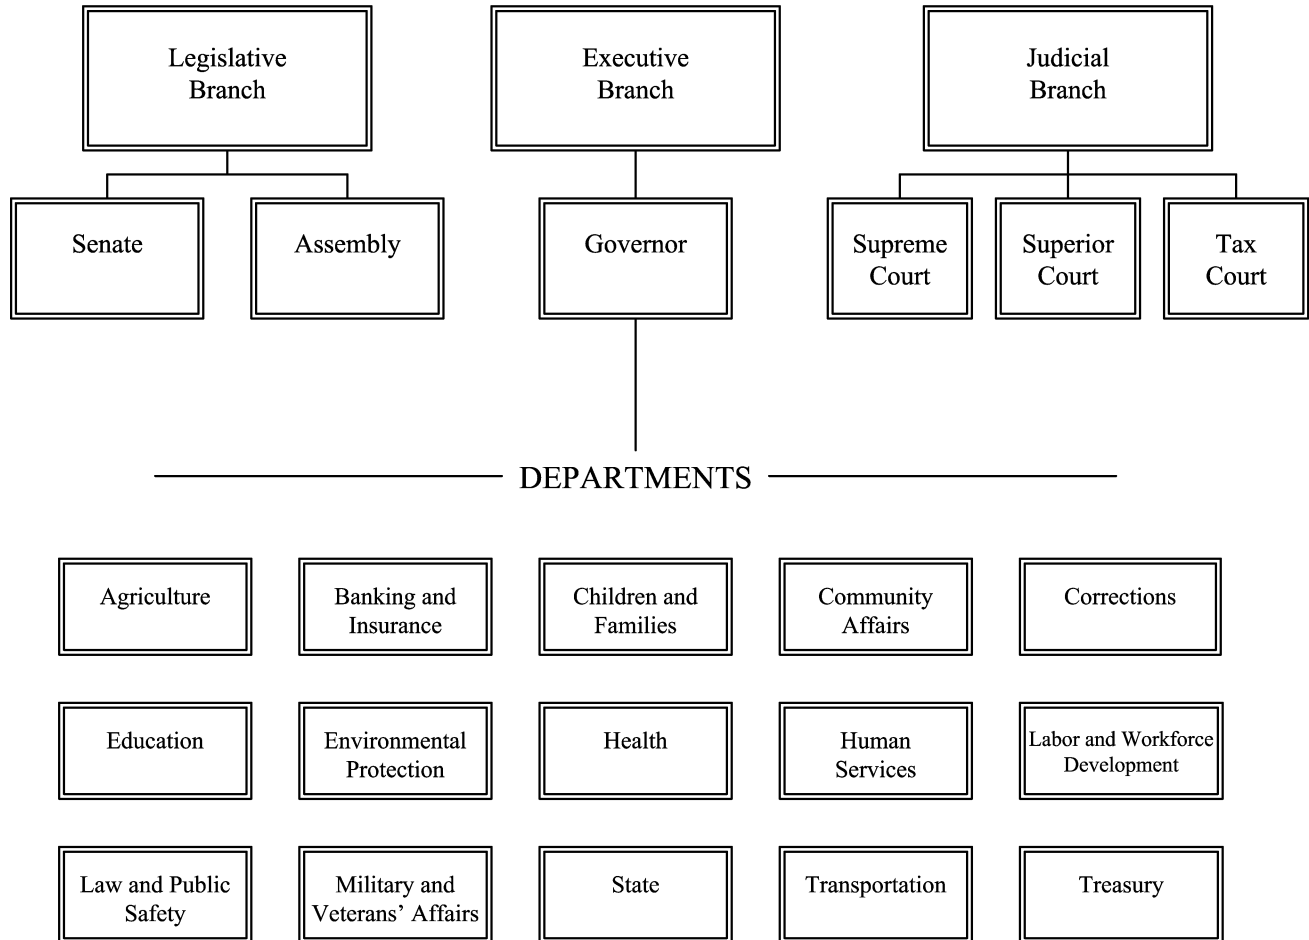 Legislative
Branch
Executive
Branch
Judicial
Branch
Senate
Assembly
Governor
Supreme
Court
Superior
Court
Tax
Court
DEPARTMENTS
Agriculture
Banking and
Insurance
Children and
Families
Community
Affairs
Corrections
Education
Environmental
Protection
Health
Human
Services
Labor and Workforce
Development
Law and Public
Safety
Military and
Veterans’ Affairs
State
Transportation
Treasury